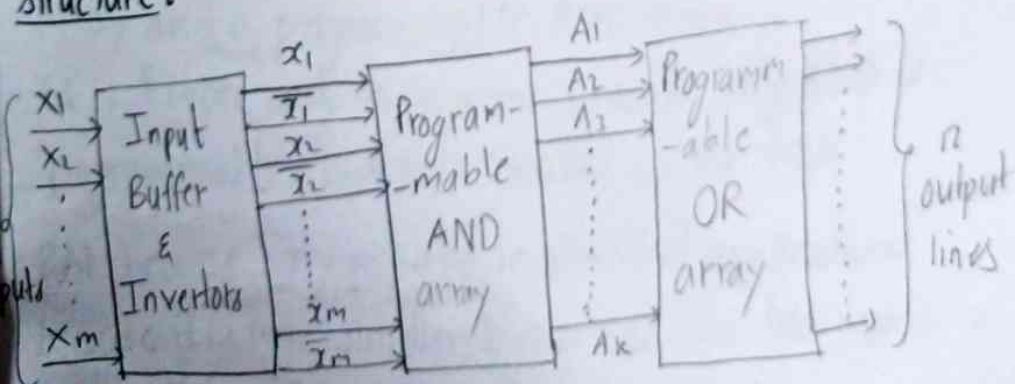 Structure:
X1
X2
Xm
Input
Buffer
&
Invertors
x1
x̅1
x2
x̅2
xm
x̅m
Program-
-mable
AND
array
A1
A2
A3
Ak
Programm
-able
OR
array
n
output
lines